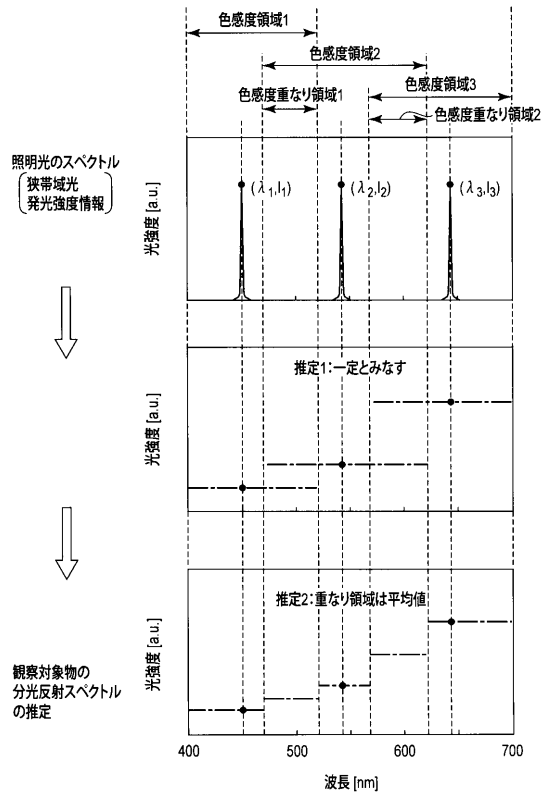 色感度領域1
色感度領域2
色感度領域3
色感度重なり領域1
色感度重なり領域2
照明光のスペクトル
狭帯域光
発光強度情報
光強度 [a.u.]
(λ1,I1)
(λ2,I2)
(λ3,I3)
推定1:一定とみなす
光強度 [a.u.]
推定2:重なり領域は平均値
光強度 [a.u.]
観察対象物の
分光反射スペクトル
の推定
400 500 600 700
波長 [nm]